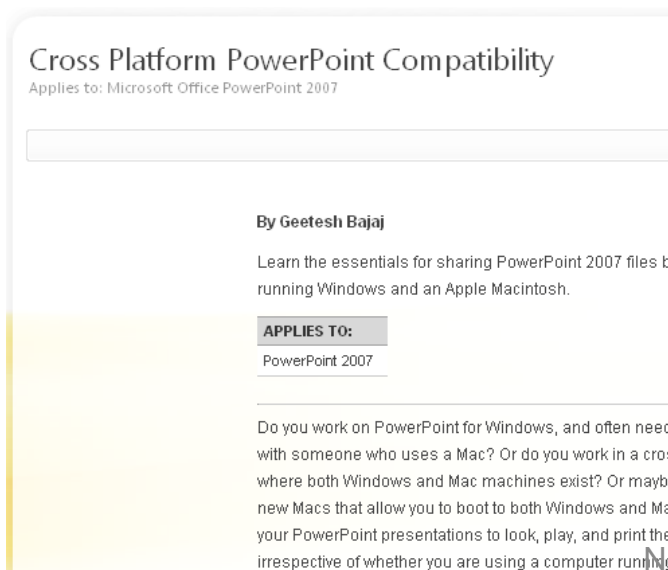 Cross Platform PowerPoint Compatibility
Applies to: Microsoft Office PowerPoint 2007
By Geetesh Bajaj
Learn the essentials for sharing PowerPoint 2007 files
running Windows and an Apple Macintosh.
APPLIES TO:
PowerPoint 2007
Do you work on PowerPoint for Windows, and often need
with someone who uses a Mac? Or do you work in a
where both Windows and Mac machines exist? Or
new Macs that allow you to boot to both Windows and
your PowerPoint presentations to look, play, and print
irrespective of whether you are using a computer running